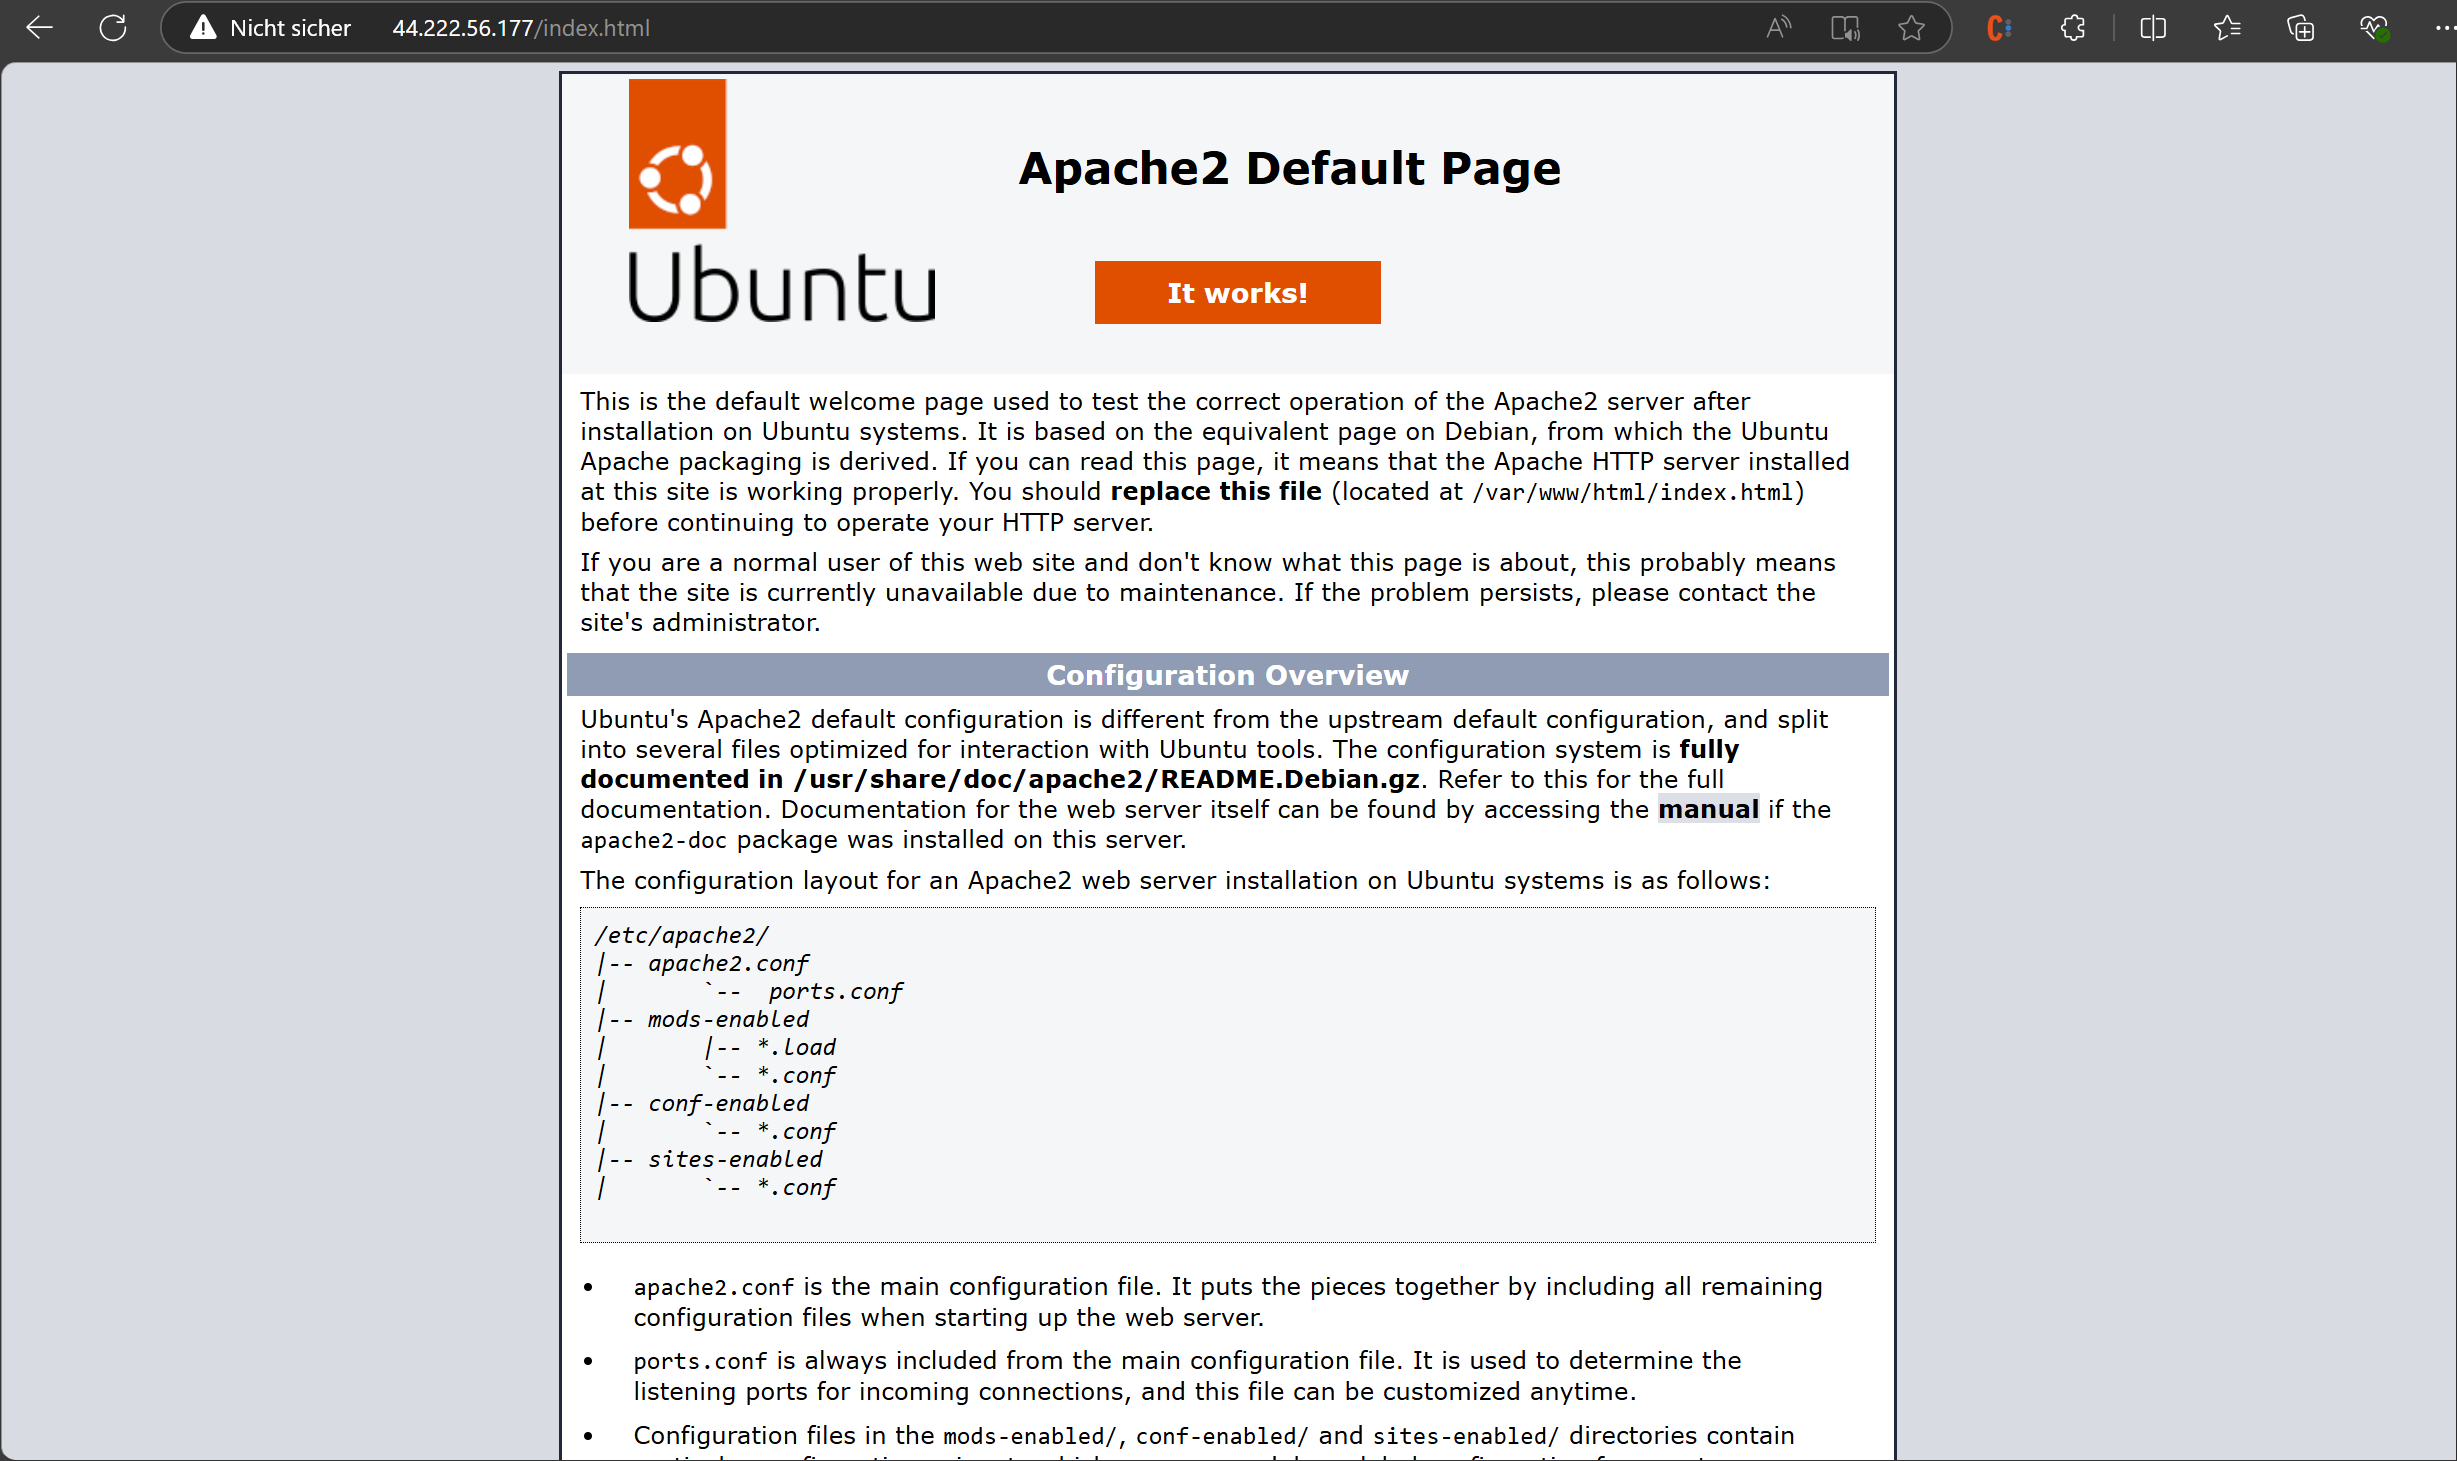 Nicht sicher 44.222.56.177/index.html
Apache2 Default Page
Ubuntu
It works!
This is the default welcome page used to test the correct operation of the Apache2 server after
installation on Ubuntu systems. It is based on the equivalent page on Debian, from which the Ubuntu
Apache packaging is derived. If you can read this page, it means that the Apache HTTP server installed
at this site is working properly. You should replace this file (located at /var/www/html/index.html)
before continuing to operate your HTTP server.
If you are a normal user of this web site and don't know what this page is about, this probably means
that the site is currently unavailable due to maintenance. If the problem persists, please contact the
site's administrator.
Configuration Overview
Ubuntu's Apache2 default configuration is different from the upstream default configuration, and split
into several files optimized for interaction with Ubuntu tools. The configuration system is fully
documented in /usr/share/doc/apache2/README.Debian.gz. Refer to this for the full
documentation. Documentation for the web server itself can be found by accessing the manual if the
apache2-doc package was installed on this server.
The configuration layout for an Apache2 web server installation on Ubuntu systems is as follows:
/etc/apache2/
|-- apache2.conf
|       `--  ports.conf
|-- mods-enabled
|       |-- *.load
|       `-- *.conf
|-- conf-enabled
|       `-- *.conf
|-- sites-enabled
|       `-- *.conf
• apache2.conf is the main configuration file. It puts the pieces together by including all remaining
configuration files when starting up the web server.
• ports.conf is always included from the main configuration file. It is used to determine the
listening ports for incoming connections, and this file can be customized anytime.
• Configuration files in the mods-enabled/, conf-enabled/ and sites-enabled/ directories contain